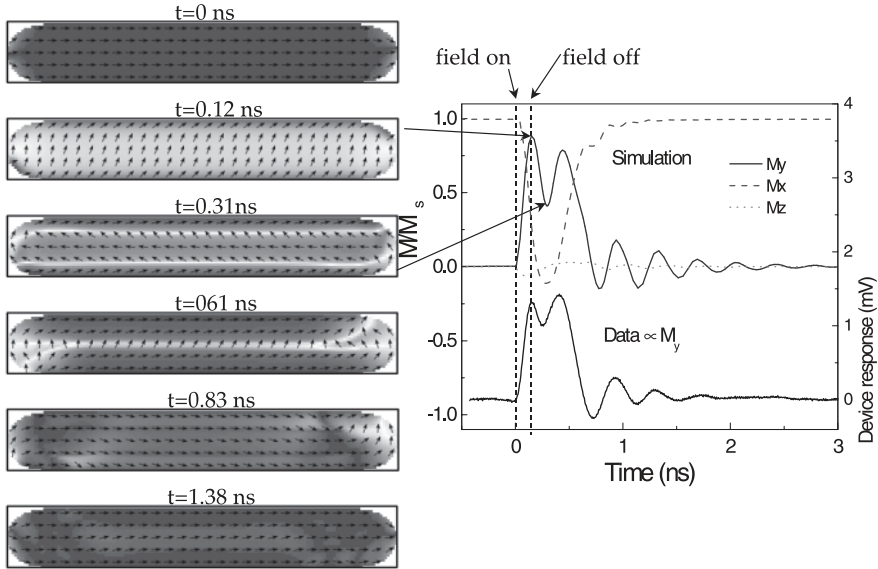 t=0 ns
t=0.12 ns
t=0.31ns
t=061 ns
t=0.83 ns
t=1.38 ns
field on
field off
1.0
0.5
0.0
-0.5
-1.0
M/Ms
4
3
2
1
0
Device response (mV)
Simulation
My
Mx
Mz
Data ∝ My
0
1
2
3
Time (ns)